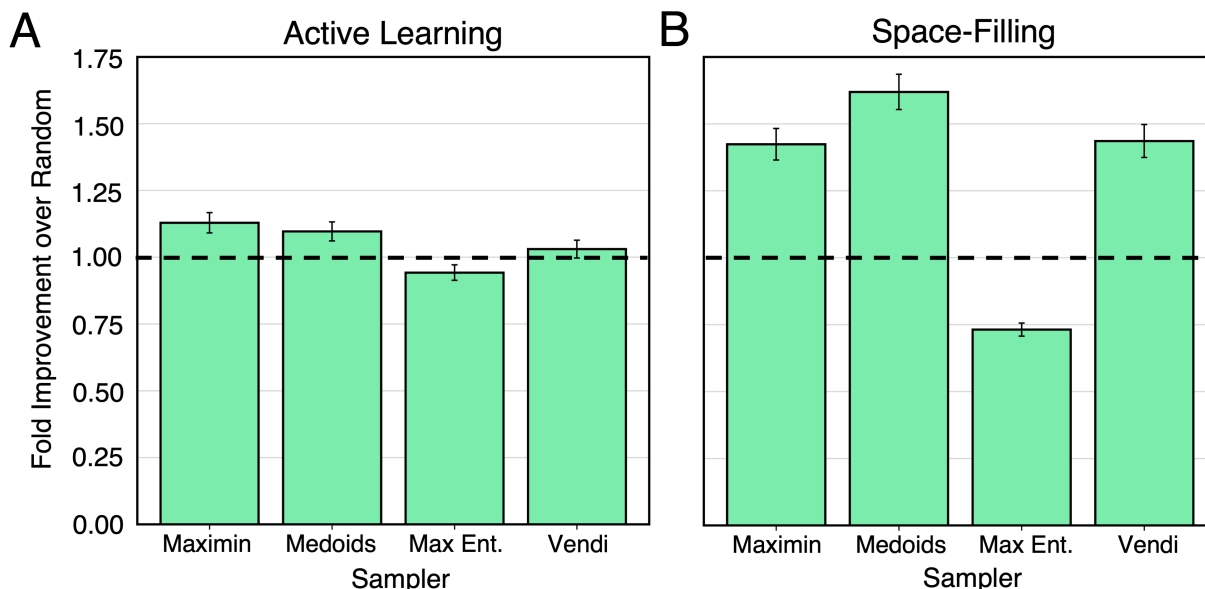 A
Active Learning
Fold Improvement over Random
1.75
1.50
1.25
1.00
0.75
0.50
0.25
0.00
Maximin Medoids Max Ent. Vendi
Sampler
B
Space-Filling
Maximin Medoids Max Ent. Vendi
Sampler